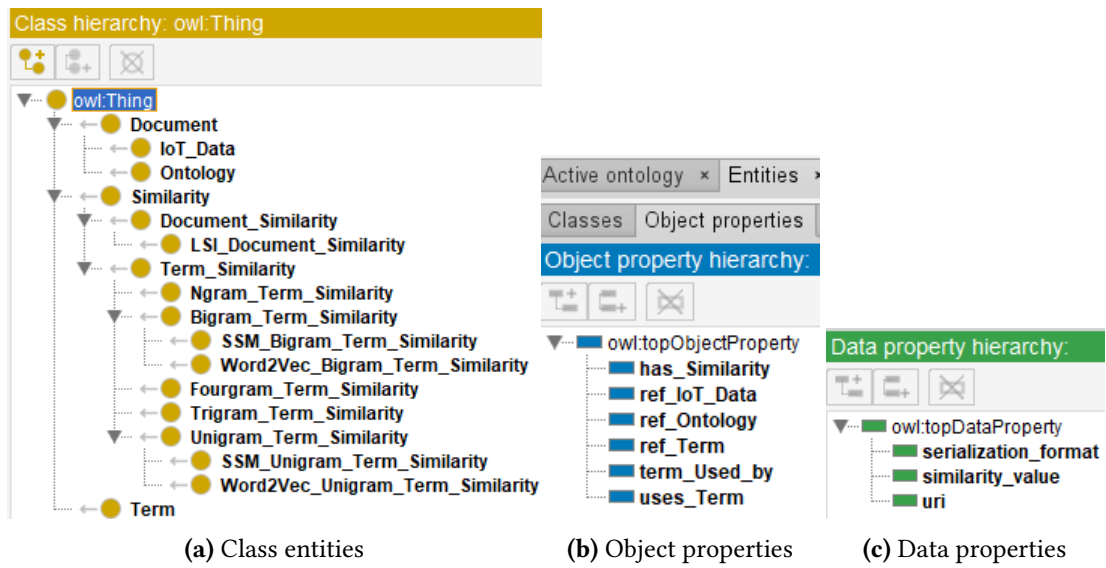 Class hierarchy: owl:Thing
owl:Thing
Document
IoT_Data
Ontology
Similarity
Document_Similarity
LSI_Document_Similarity
Term_Similarity
Ngram_Term_Similarity
Bigram_Term_Similarity
SSM_Bigram_Term_Similarity
Word2Vec_Bigram_Term_Similarity
Fourgram_Term_Similarity
Trigram_Term_Similarity
Unigram_Term_Similarity
SSM_Unigram_Term_Similarity
Word2Vec_Unigram_Term_Similarity
Term
(a) Class entities
Active ontology × Entities ×
Classes Object properties
Object property hierarchy:
owl:topObjectProperty
has_Similarity
ref_IoT_Data
ref_Ontology
ref_Term
term_Used_by
uses_Term
(b) Object properties
Data property hierarchy:
owl:topDataProperty
serialization_format
similarity_value
uri
(c) Data properties